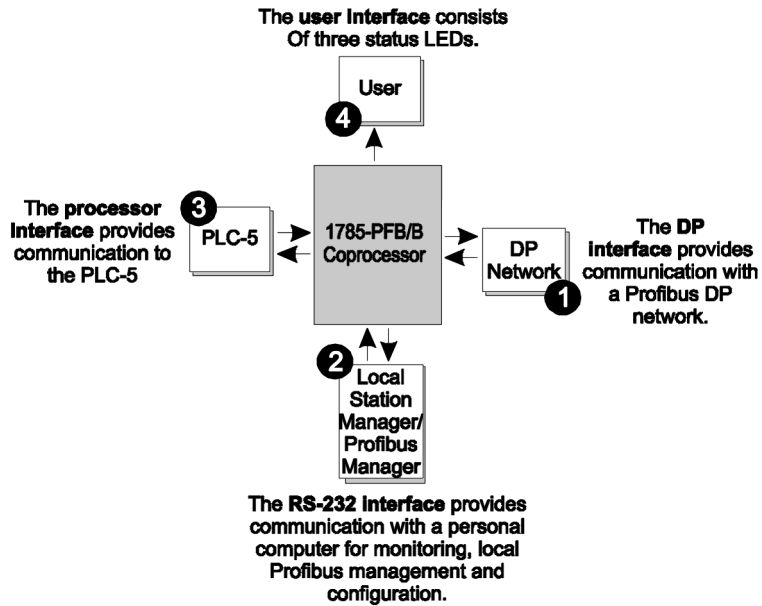 The user Interface consists
Of three status LEDs.
User
4
3
The processor
Interface provides
communication to
the PLC-5
PLC-5
1785-PFB/B
Coprocessor
DP
Network
1
The DP
interface provides
communication with
a Profibus DP
network.
2
Local
Station
Manager/
Profibus
Manager
The RS-232 interface provides
communication with a personal
computer for monitoring, local
Profibus management and
configuration.